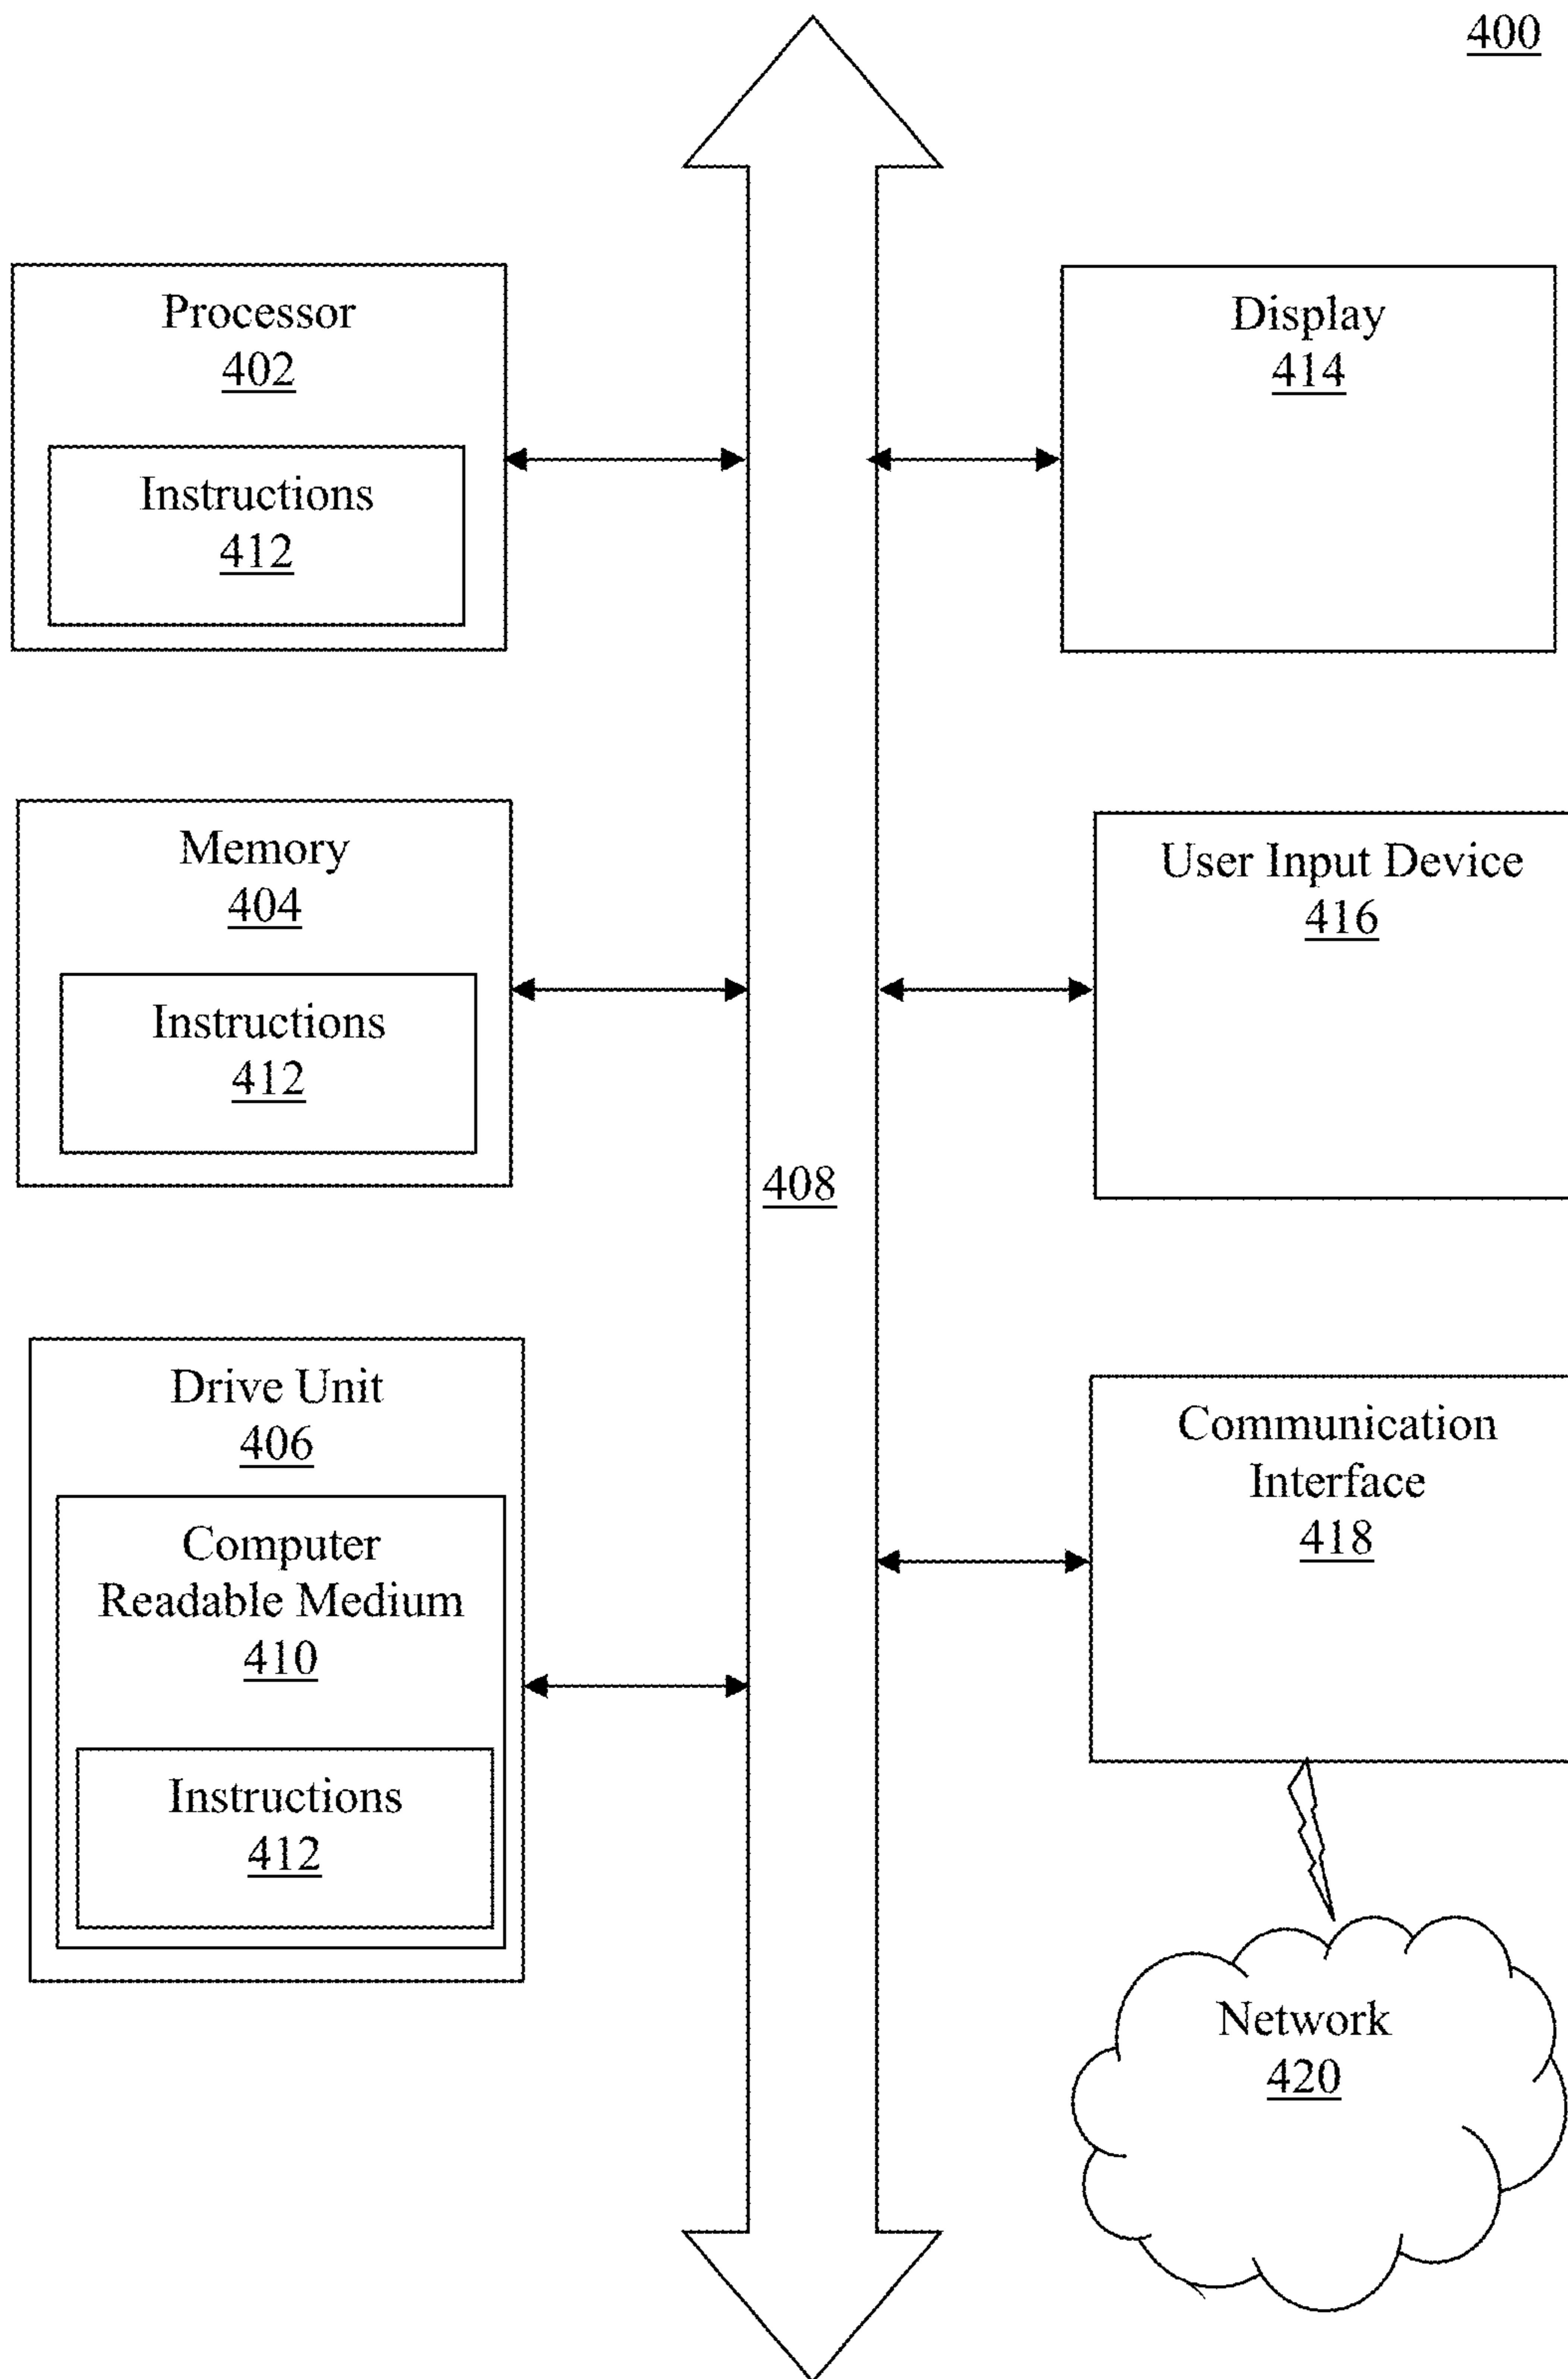 400
Processor
402
Instructions
412
Display
414
Memory
404
Instructions
412
User Input Device
416
408
Drive Unit
406
Computer
Readable Medium
410
Instructions
412
Communication
Interface
418
Network
420